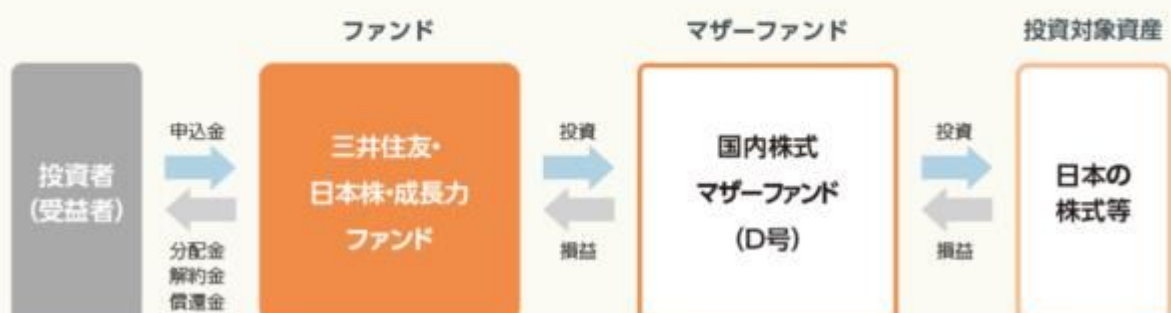 ファンド
マザーファンド
投資対象資産
投資者
(受益者)
申込金
分配金
解約金
償還金
三井住友・
日本株・成長力
ファンド
投資
損益
国内株式
マザーファンド
(D号)
投資
損益
日本の
株式等